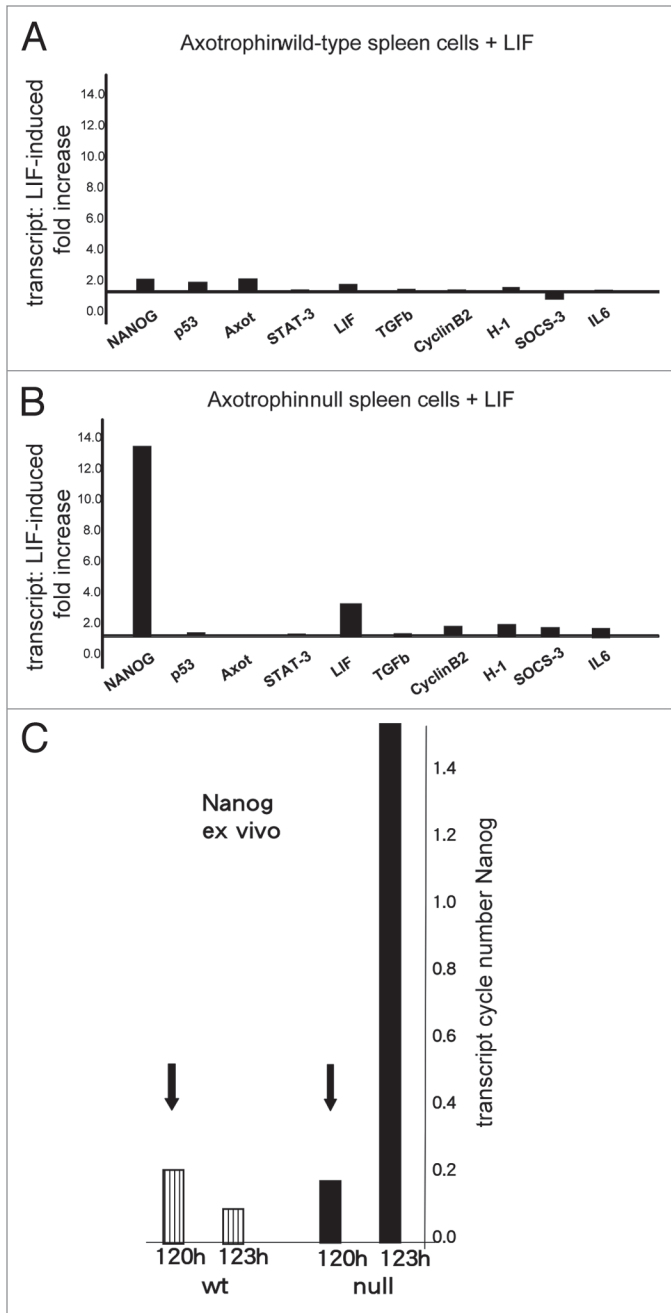 A
Axotrophinwild-type spleen cells + LIF
transcript: LIF-induced
fold increase
14.0
12.0
10.0
8.0
6.0
4.0
2.0
0.0
NANOG
p53
Axot
STAT-3
LIF
TGFb
CyclinB2
H-1
SOCS-3
IL6
B
Axotrophinnull spleen cells + LIF
transcript: LIF-induced
fold increase
14.0
12.0
10.0
8.0
6.0
4.0
2.0
0.0
NANOG
p53
Axot
STAT-3
LIF
TGFb
CyclinB2
H-1
SOCS-3
IL6
C
Nanog
ex vivo
1.4
1.2
1.0
0.8
0.6
0.4
0.2
0.0
transcript cycle number Nanog
120h 123h 120h 123h
wt null